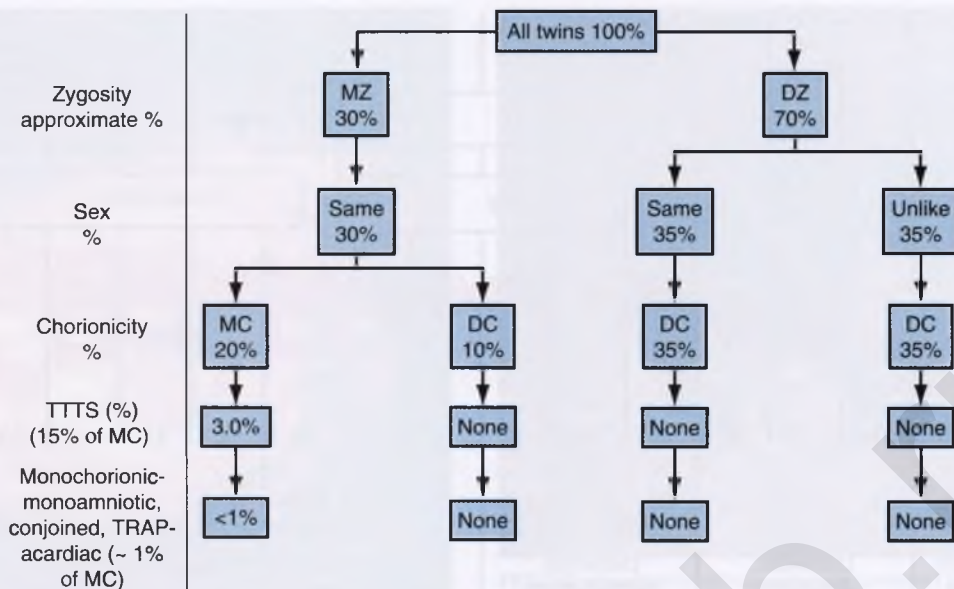 All twins 100%
Zygosity
approximate %
MZ
30%
DZ
70%
Sex
%
Same
30%
Same
35%
Unlike
35%
Chorionicity
%
MC
20%
DC
10%
DC
35%
DC
35%
TTTS (%)
(15% of MC)
3.0%
None
None
None
Monochorionic-
monoamniotic,
conjoined, TRAP-
acardiac (~ 1%
of MC)
<1%
None
None
None